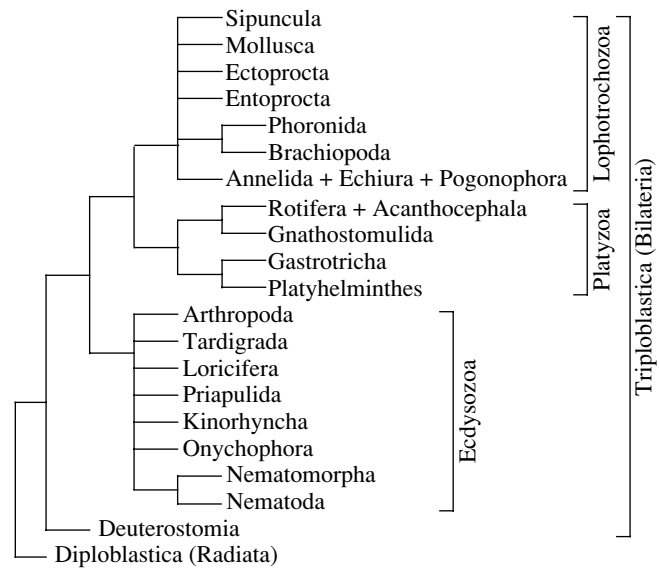 Sipuncula
Mollusca
Ectoprocta
Entoprocta
Phoronida
Brachiopoda
Annelida + Echiura + Pogonophora
Rotifera + Acanthocephala
Gnathostomulida
Gastrotricha
Platyhelminthes
Arthropoda
Tardigrada
Loricifera
Priapulida
Kinorhyncha
Onychophora
Nematomorpha
Nematoda
Deuterostomia
Diploblastica (Radiata)
Lophotrochozoa
Platyzoa
Ecdysozoa
Triploblastica (Bilateria)